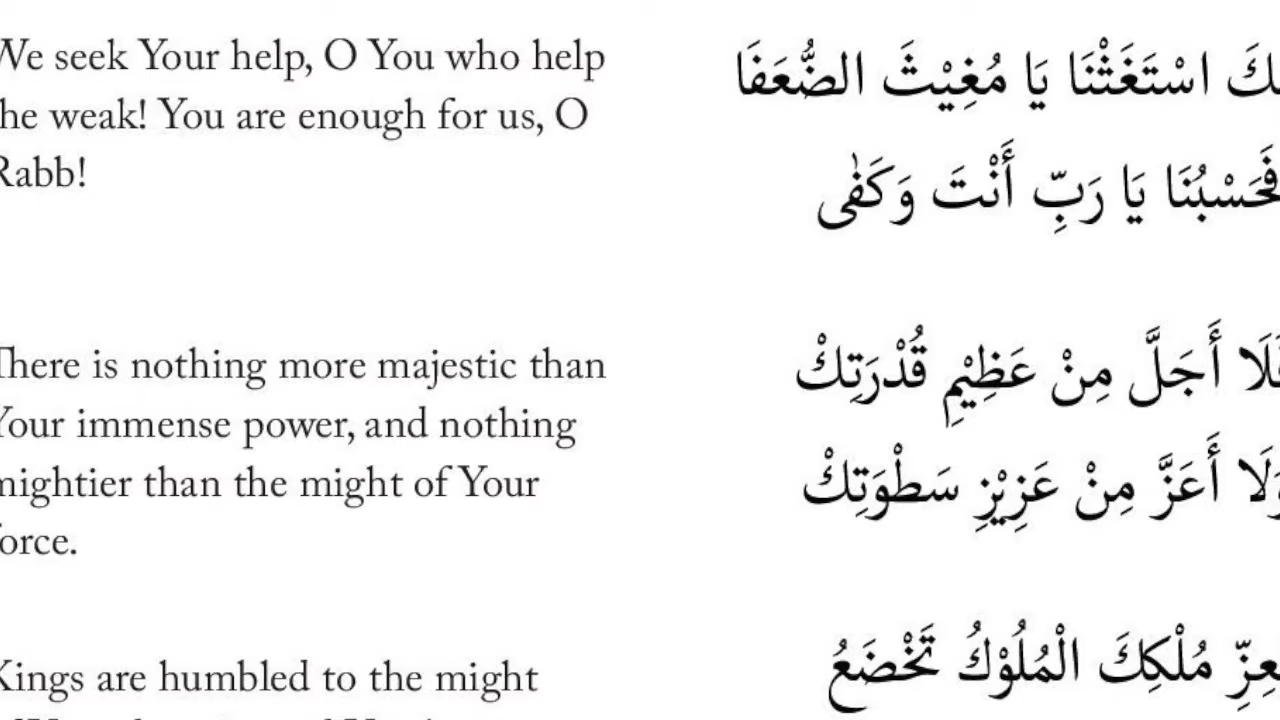 We seek Your help, O You who help
the weak! You are enough for us, O
Rabb!
اسْتَغَثْنَا يَا مُغِيْثَ الضُّعَفَا
فَحَسْبُنَا يَا رَبِّ أَنْتَ وَكَفٰى
There is nothing more majestic than
Your immense power, and nothing
mightier than the might of Your
force.
فَلَا أَجَلَّ مِنْ عَظِيْمِ قُدْرَتِكْ
وَلَا أَعَزَّ مِنْ عَزِيْزِ سَطْوَتِكْ
Kings are humbled to the might
لِعِزِّ مُلْكِكَ الْمُلُوْكُ تَخْضَعُ